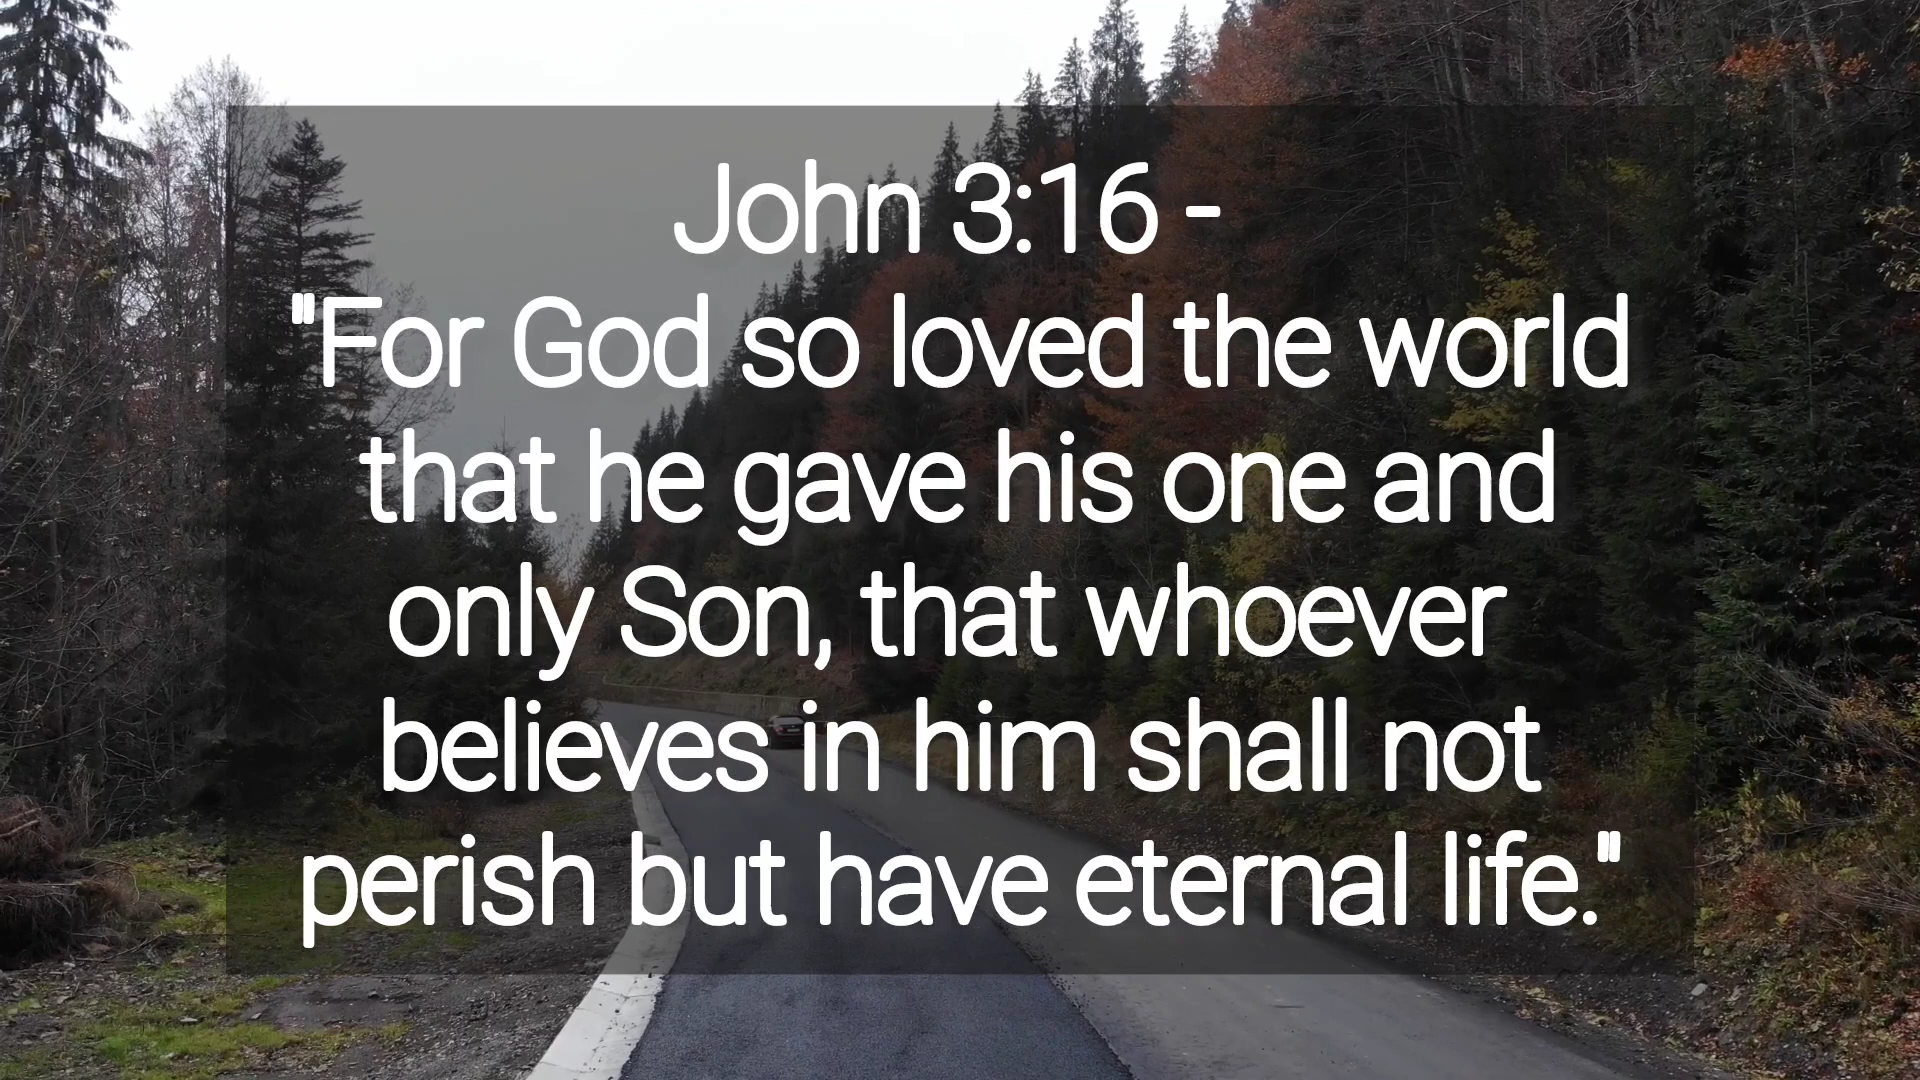 John 3:16 -
"For God so loved the world
that he gave his one and
only Son, that whoever
believes in him shall not
perish but have eternal life."